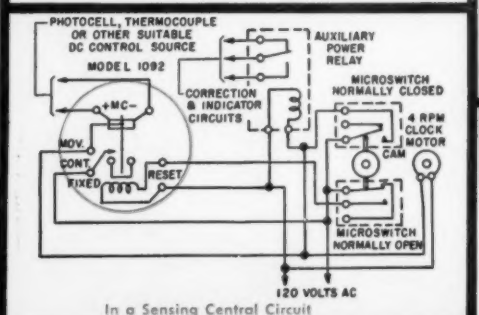 PHOTOCELL, THERMOCOUPLE
OR OTHER SUITABLE
DC CONTROL SOURCE
MODEL 1092
AUXILIARY
POWER
RELAY
CORRECTION
& INDICATOR
CIRCUITS
MICROSWITCH
NORMALLY CLOSED
4 RPM
CLOCK
MOTOR
CAM
+MC-
MOV.
CONT.
FIXED
RESET
MICROSWITCH
NORMALLY OPEN
120 VOLTS AC
In a Sensing Central Circuit